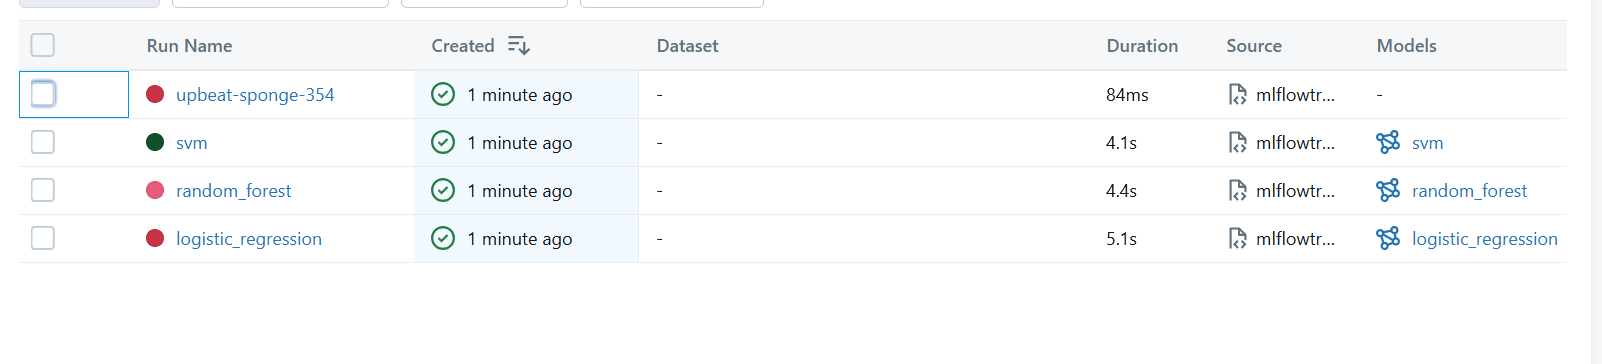 Run Name Created Dataset Duration Source Models
upbeat-sponge-354 1 minute ago - 84ms mlflowtr... -
svm 1 minute ago - 4.1s mlflowtr... svm
random_forest 1 minute ago - 4.4s mlflowtr... random_forest
logistic_regression 1 minute ago - 5.1s mlflowtr... logistic_regression